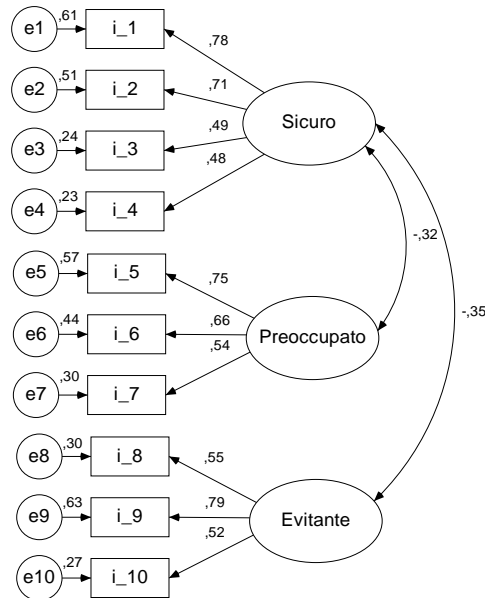 e1 ,61 i_1 ,78
e2 ,51 i_2 ,71
Sicuro
e3 ,24 i_3 ,49
e4 ,23 i_4 ,48
-,32
e5 ,57 i_5 ,75
-,35
e6 ,44 i_6 ,66 Preoccupato
e7 ,30 i_7 ,54
e8 ,30 i_8 ,55
e9 ,63 i_9 ,79 Evitante
e10 ,27 i_10 ,52